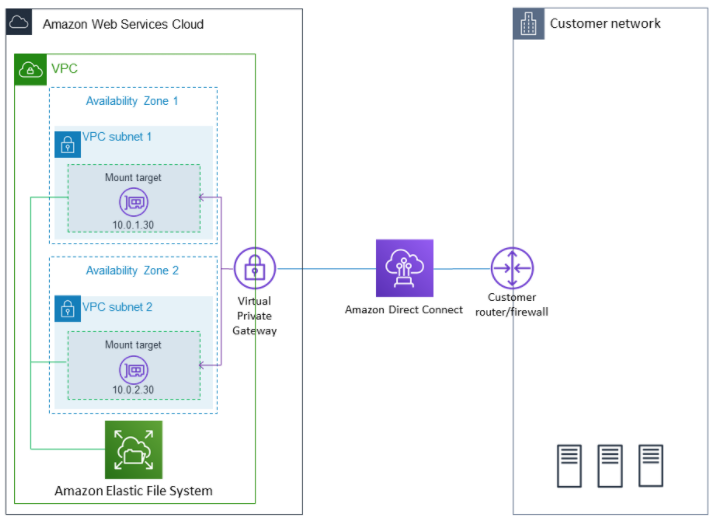 Amazon Web Services Cloud
Customer network
VPC
Availability Zone 1
VPC subnet 1
Mount target
10.0.1.30
Availability Zone 2
VPC subnet 2
Mount target
10.0.2.30
Virtual
Private
Gateway
Amazon Direct Connect
Customer
router/firewall
Amazon Elastic File System